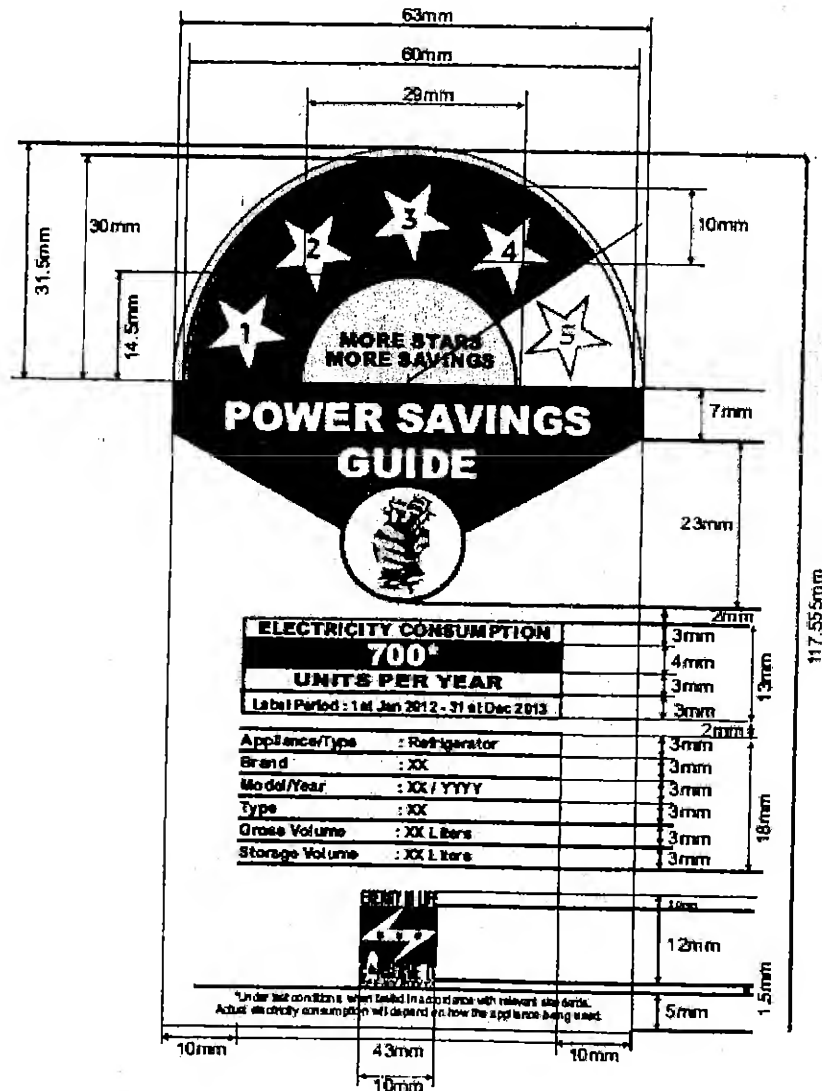 63mm
60mm
29mm
31.5mm
30mm
14.5mm
10mm
1
2
3
4
5
MORE STARS
MORE SAVINGS
POWER SAVINGS
GUIDE
7mm
23mm
117.555mm
2mm
ELECTRICITY CONSUMPTION
3mm
700*
4mm
13mm
UNITS PER YEAR
3mm
Label Period : 1st Jan 2012 - 31st Dec 2013
3mm
2mm
Appliance/Type : Refrigerator
3mm
Brand : XX
3mm
Model/Year : XX / YYYY
3mm
18mm
Type : XX
3mm
Gross Volume : XX Liters
3mm
Storage Volume : XX Liters
3mm
ENERGY IS LIFE
12mm
1.5mm
*Under test conditions, when tested in accordance with relevant standards.
Actual electricity consumption will depend on how the appliance being used.
5mm
10mm
43mm
10mm
10mm